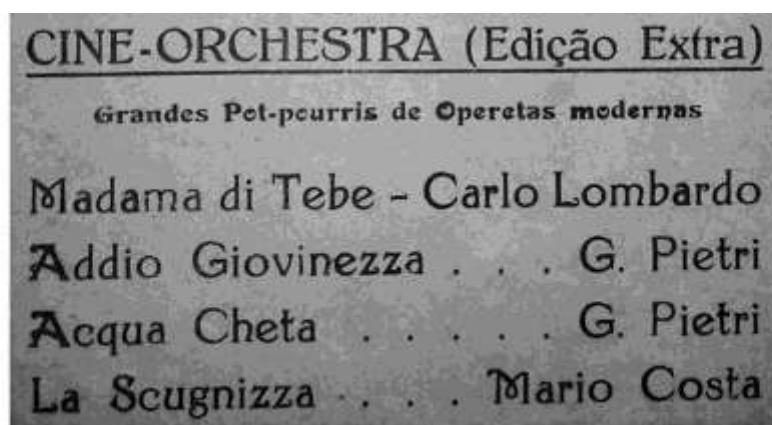 CINE-ORCHESTRA (Edição Extra)
Grandes Pot-pourris de Operetas modernas
Madama di Tebe - Carlo Lombardo
Addio Giovinezza . . . G. Pietri
Acqua Cheta . . . . . G. Pietri
La Scugnizza . . . . Mario Costa